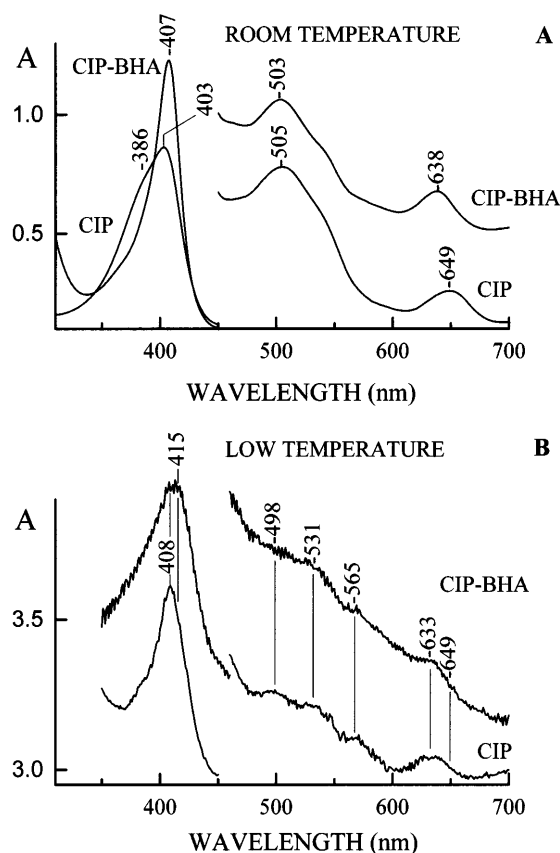 ROOM TEMPERATURE
A
A
-407
CIP-BHA
403
-386
CIP
-503
-505
638
CIP-BHA
-649
CIP
1.0
0.5
400
500
600
700
WAVELENGTH (nm)
LOW TEMPERATURE
B
A
415
408
-498
-531
-565
CIP-BHA
-633
-649
CIP
3.5
3.0
400
500
600
700
WAVELENGTH (nm)